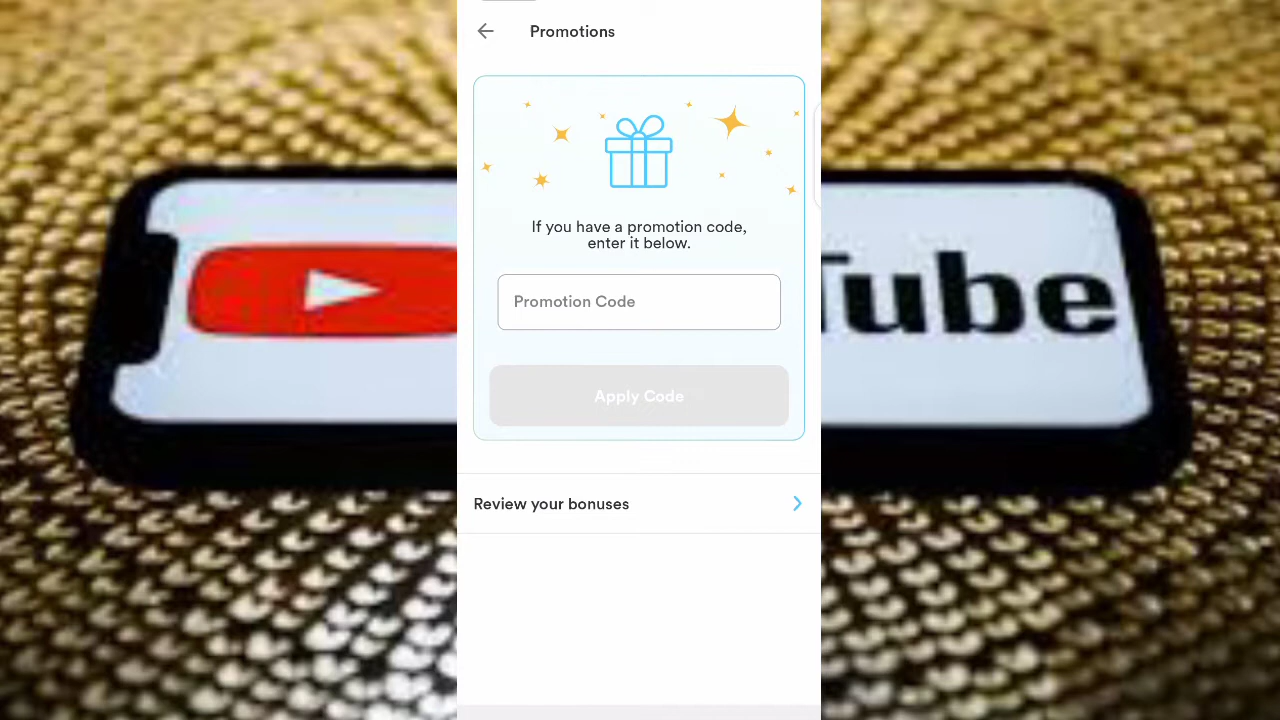 Promotions
If you have a promotion code,
enter it below.
Promotion Code
Apply Code
Review your bonuses
Tube